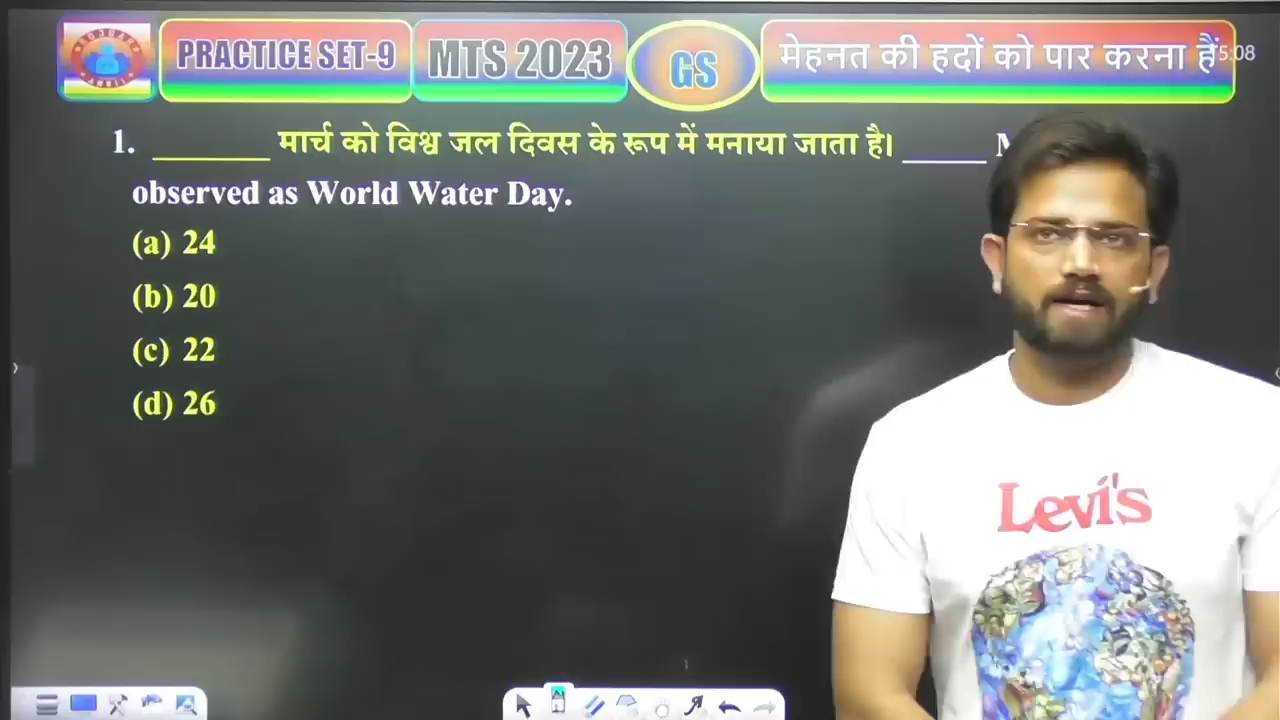 PRACTICE SET-9 MTS 2023 GS मेहनत की हदों को पार करना हैं 5:08
1. ______ मार्च को विश्व जल दिवस के रूप में मनाया जाता है। _____
observed as World Water Day.
(a) 24
(b) 20
(c) 22
(d) 26
Levi's